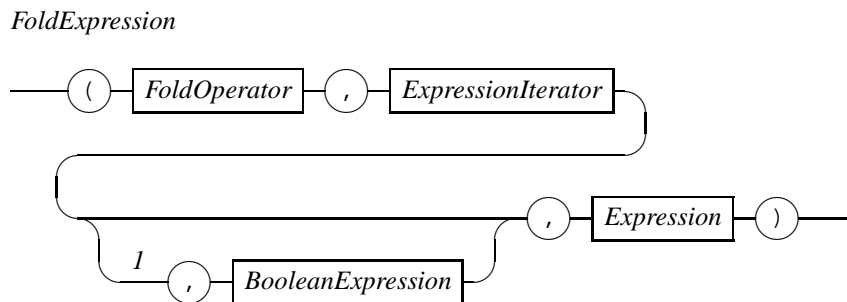 FoldExpression
( FoldOperator , ExpressionIterator
, Expression )
1 , BooleanExpression